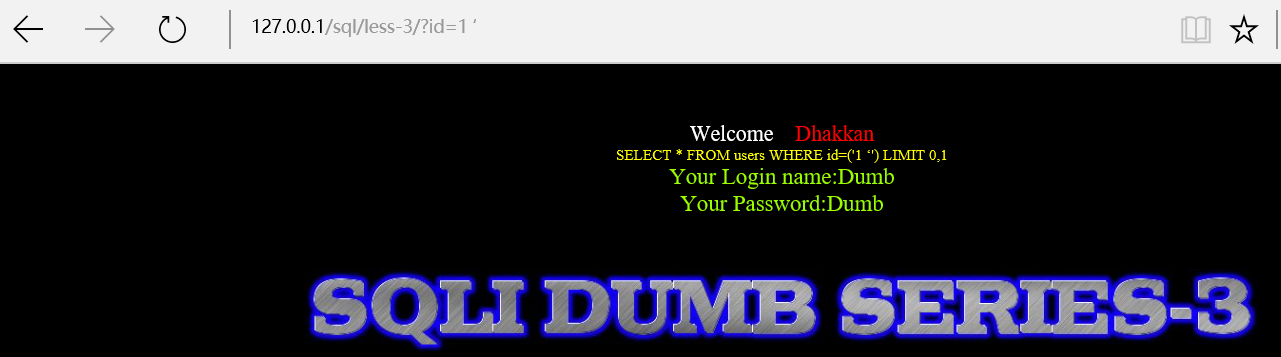 127.0.0.1/sql/less-3/?id=1 ‘
Welcome Dhakkan
SELECT * FROM users WHERE id=('1 ‘') LIMIT 0,1
Your Login name:Dumb
Your Password:Dumb
SQLI DUMB SERIES-3